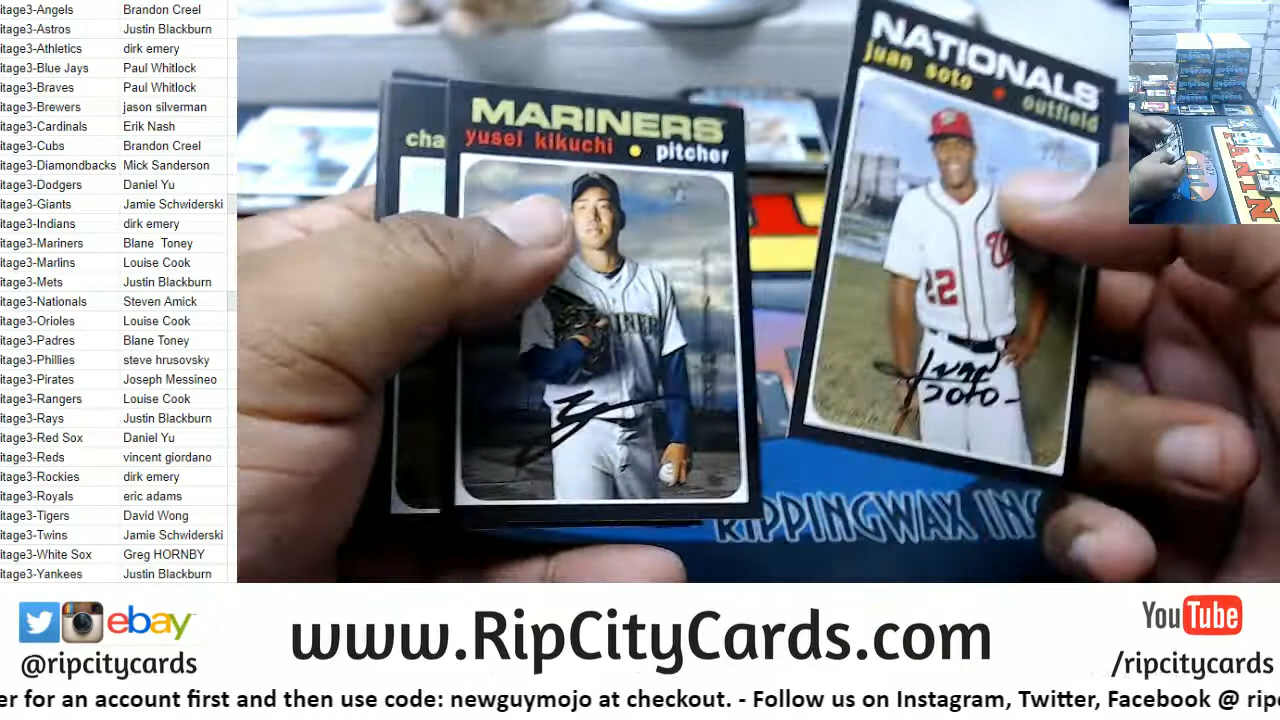 itage3-Angels Brandon Creel
itage3-Astros Justin Blackburn
itage3-Athletics dirk emery
itage3-Blue Jays Paul Whitlock
itage3-Braves Paul Whitlock
itage3-Brewers jason silverman
itage3-Cardinals Erik Nash
itage3-Cubs Brandon Creel
itage3-Diamondbacks Mick Sanderson
itage3-Dodgers Daniel Yu
itage3-Giants Jamie Schwiderski
itage3-Indians dirk emery
itage3-Mariners Blane Toney
itage3-Marlins Louise Cook
itage3-Mets Justin Blackburn
itage3-Nationals Steven Amick
itage3-Orioles Louise Cook
itage3-Padres Blane Toney
itage3-Phillies steve hrusovsky
itage3-Pirates Joseph Messineo
itage3-Rangers Louise Cook
itage3-Rays Justin Blackburn
itage3-Red Sox Daniel Yu
itage3-Reds vincent giordano
itage3-Rockies dirk emery
itage3-Royals eric adams
itage3-Tigers David Wong
itage3-Twins Jamie Schwiderski
itage3-White Sox Greg HORNBY
itage3-Yankees Justin Blackburn
cha
MARINERS
yusei kikuchi • pitcher
NATIONALS
juan soto • outfield
22
Juan
Soto
RIPPINGWAX INC
PANIN
ebay
@ripcitycards
www.RipCityCards.com
YouTube
/ripcitycards
er for an account first and then use code: newguymojo at checkout. - Follow us on Instagram, Twitter, Facebook @ ripc